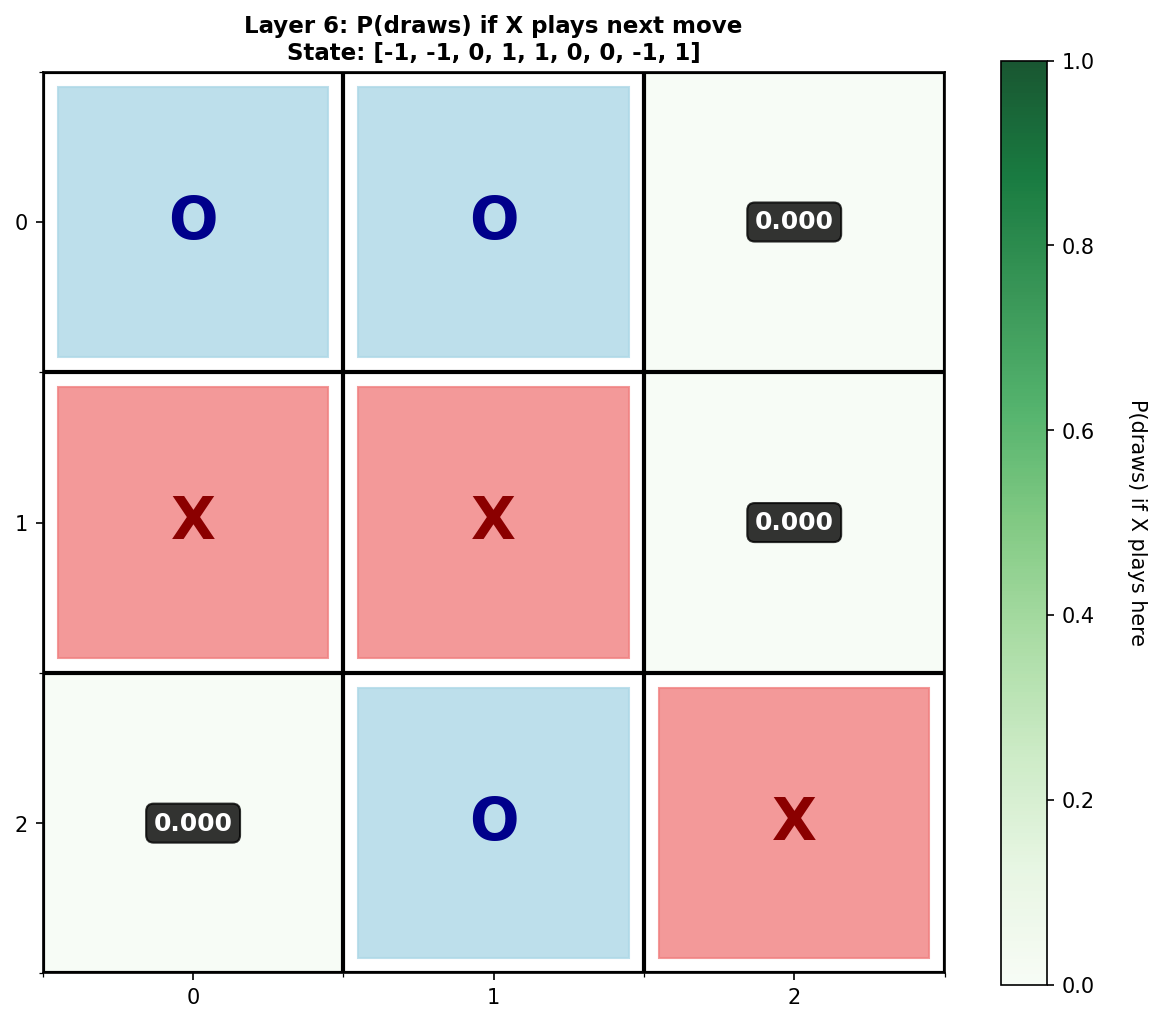 Layer 6: P(draws) if X plays next move
State: [-1, -1, 0, 1, 1, 0, 0, -1, 1]
1.0
0.8
0.6
0.4
0.2
0.0
P(draws) if X plays here
0
O
O
0.000
1
X
X
0.000
2
0.000
O
X
0
1
2